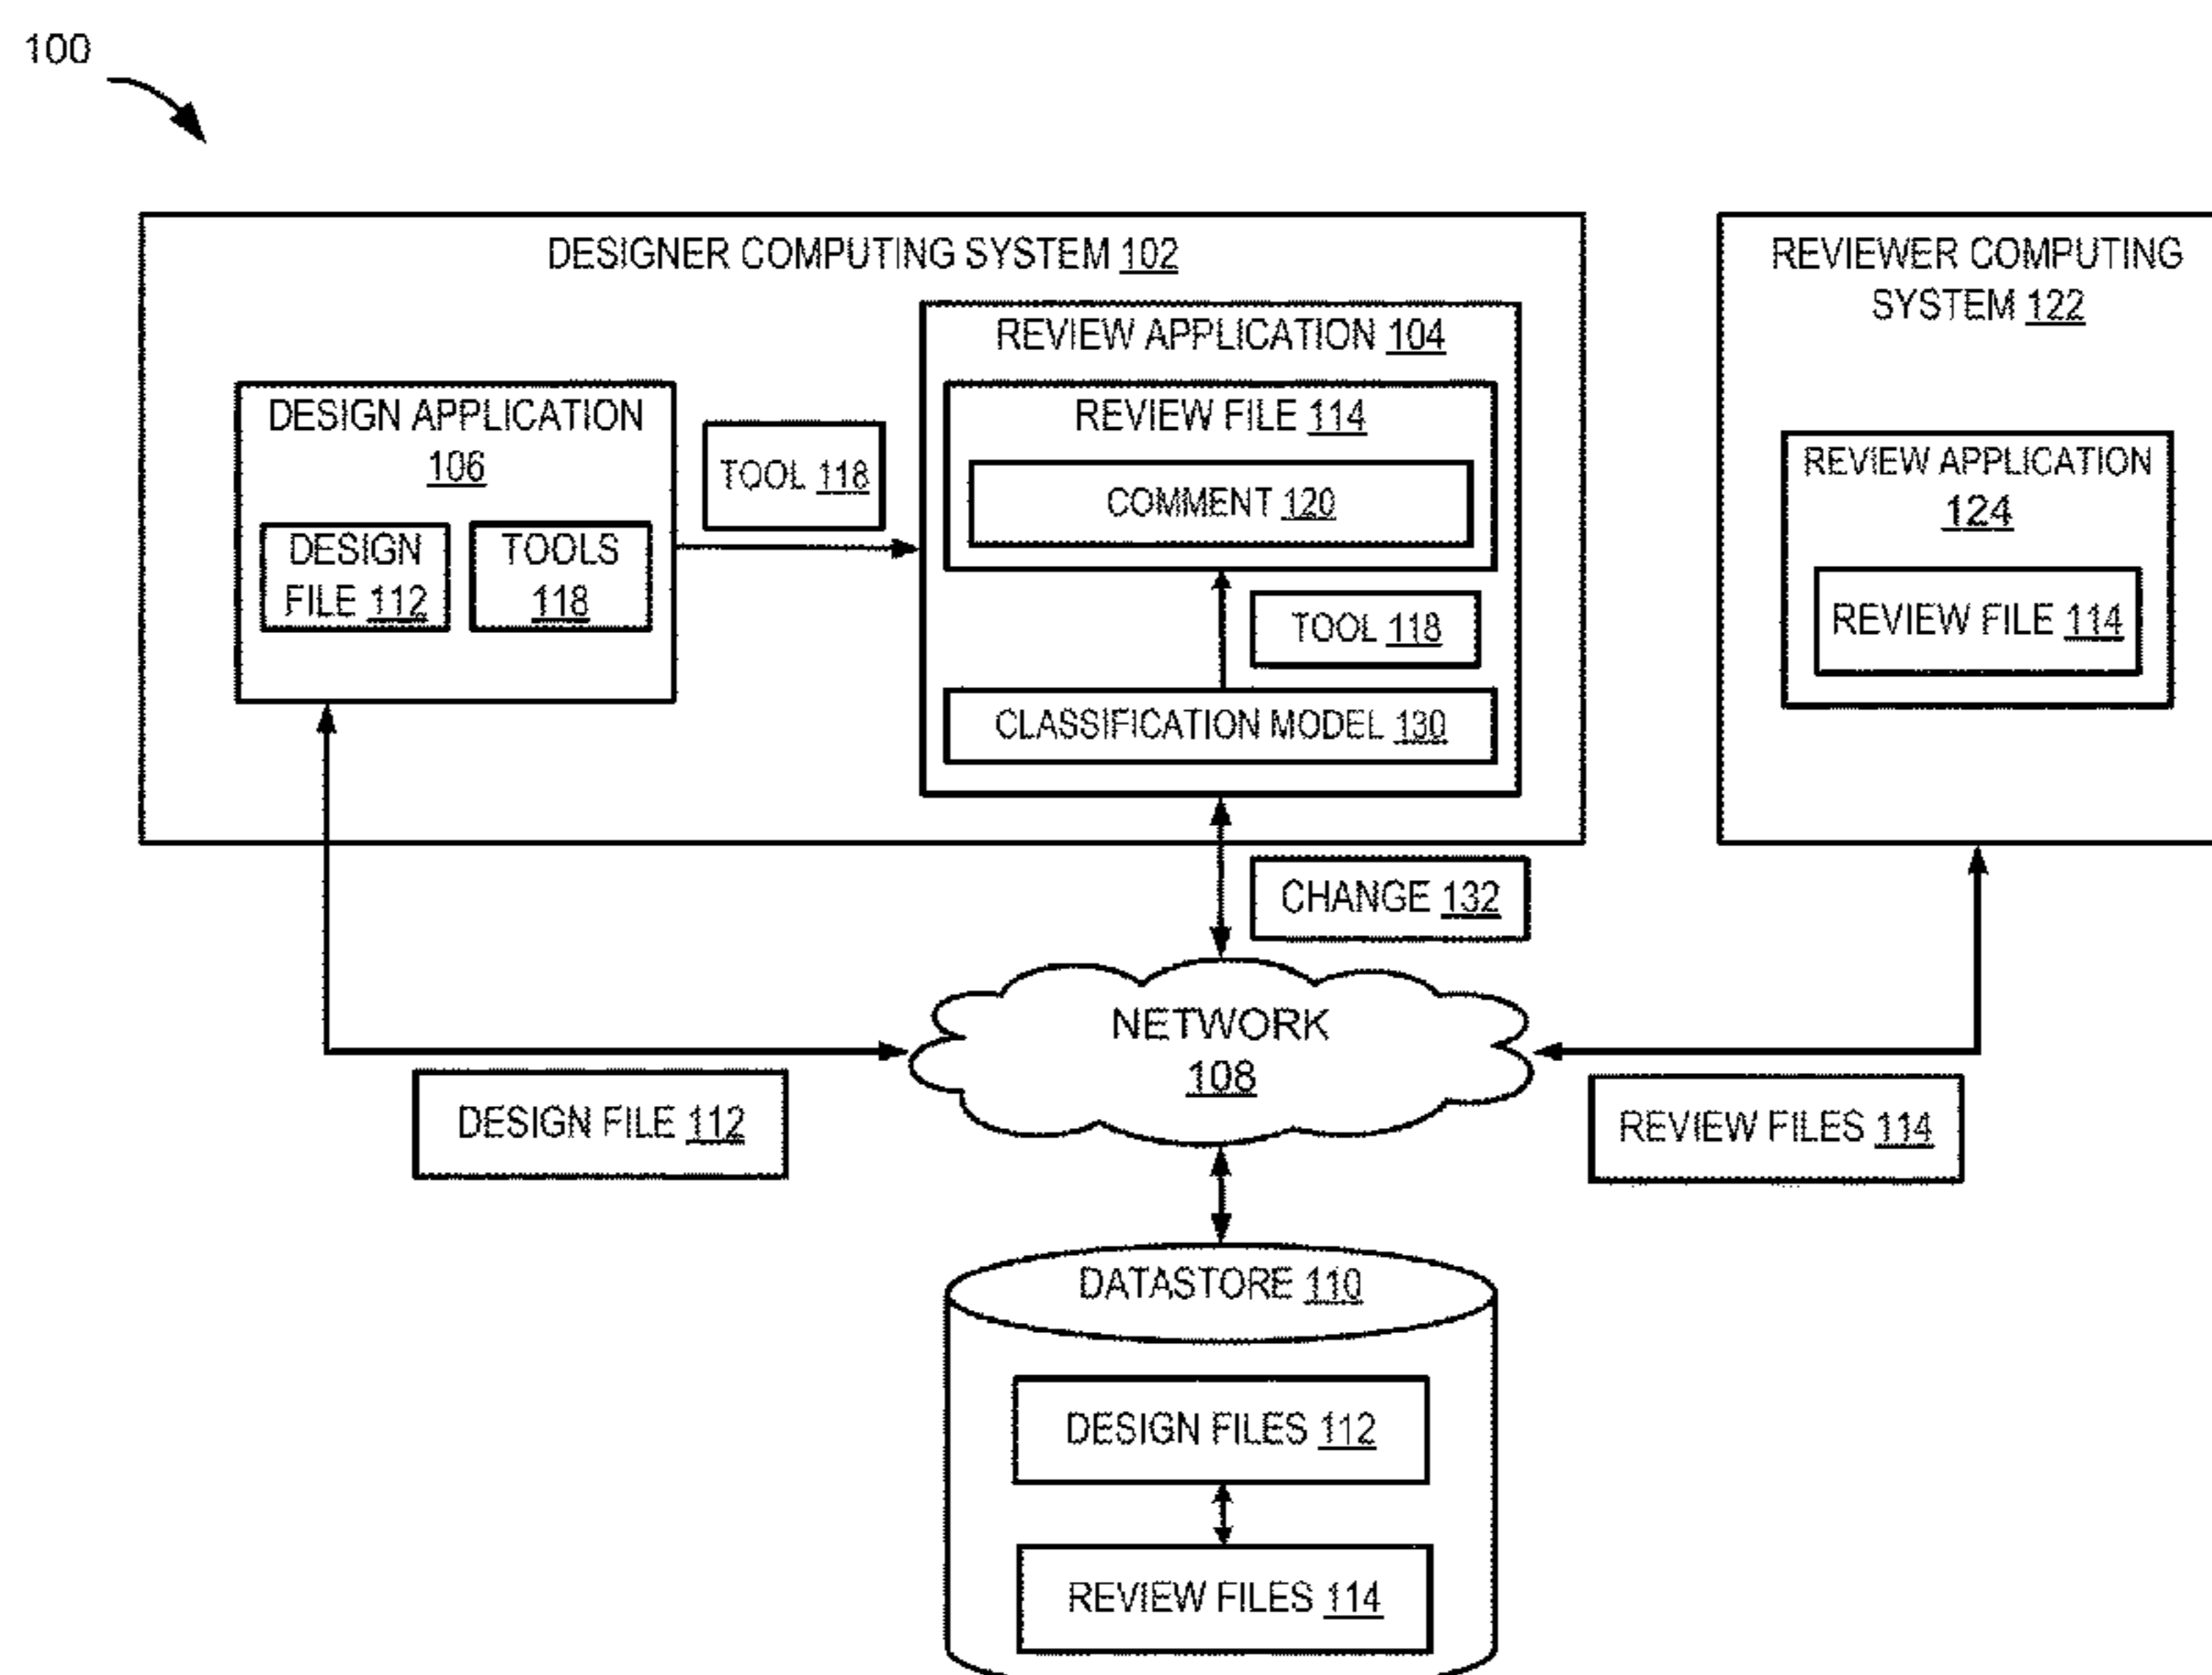 100
DESIGNER COMPUTING SYSTEM 102
REVIEWER COMPUTING
SYSTEM 122
REVIEW APPLICATION 104
DESIGN APPLICATION
106
DESIGN
FILE 112
TOOLS
118
TOOL 118
REVIEW FILE 114
COMMENT 120
TOOL 118
CLASSIFICATION MODEL 130
REVIEW APPLICATION
124
REVIEW FILE 114
CHANGE 132
NETWORK
108
DESIGN FILE 112
REVIEW FILES 114
DATASTORE 110
DESIGN FILES 112
REVIEW FILES 114